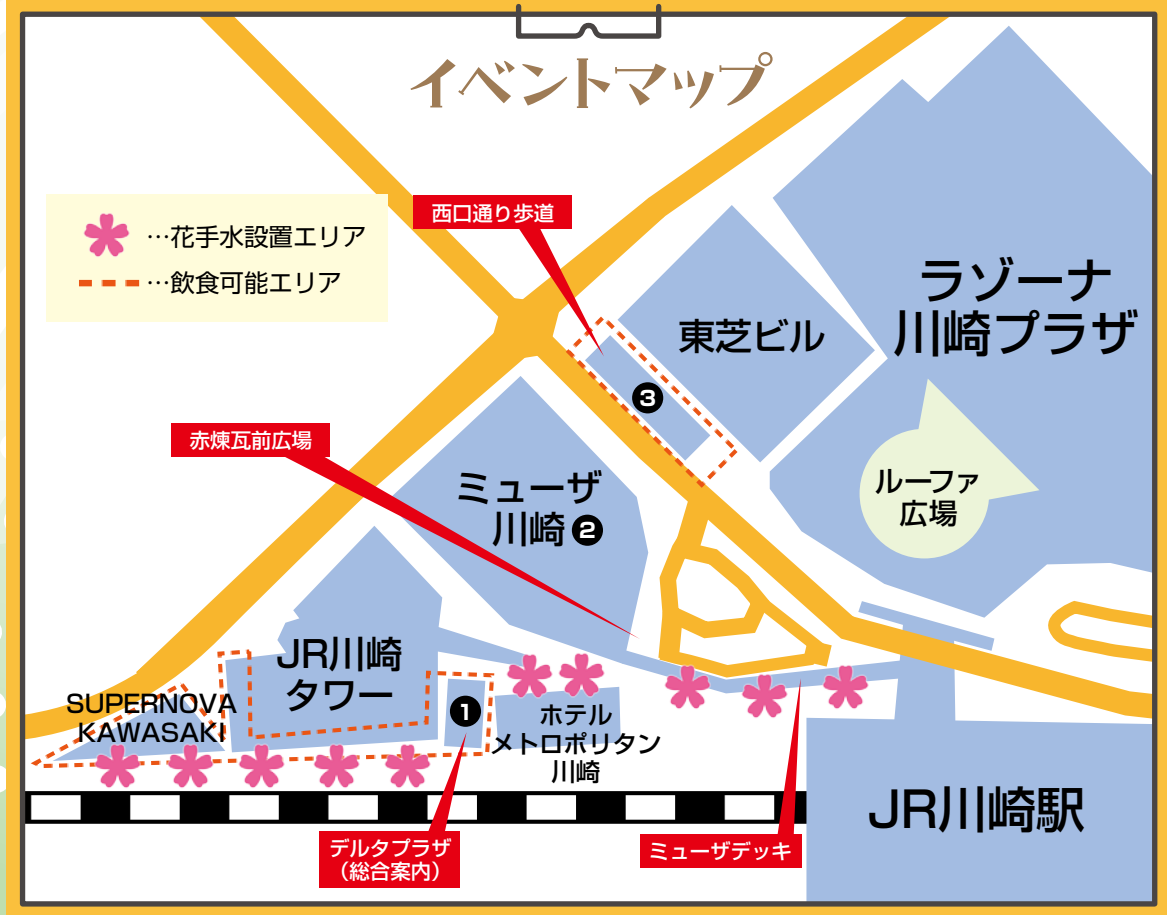 イベントマップ
…花手水設置エリア
…飲食可能エリア
西口通り歩道
ラゾーナ
川崎プラザ
東芝ビル
❸
赤煉瓦前広場
ミューザ
川崎❷
ルーファ
広場
JR川崎
タワー
SUPERNOVA
KAWASAKI
❶
ホテル
メトロポリタン
川崎
JR川崎駅
デルタプラザ
（総合案内）
ミューザデッキ